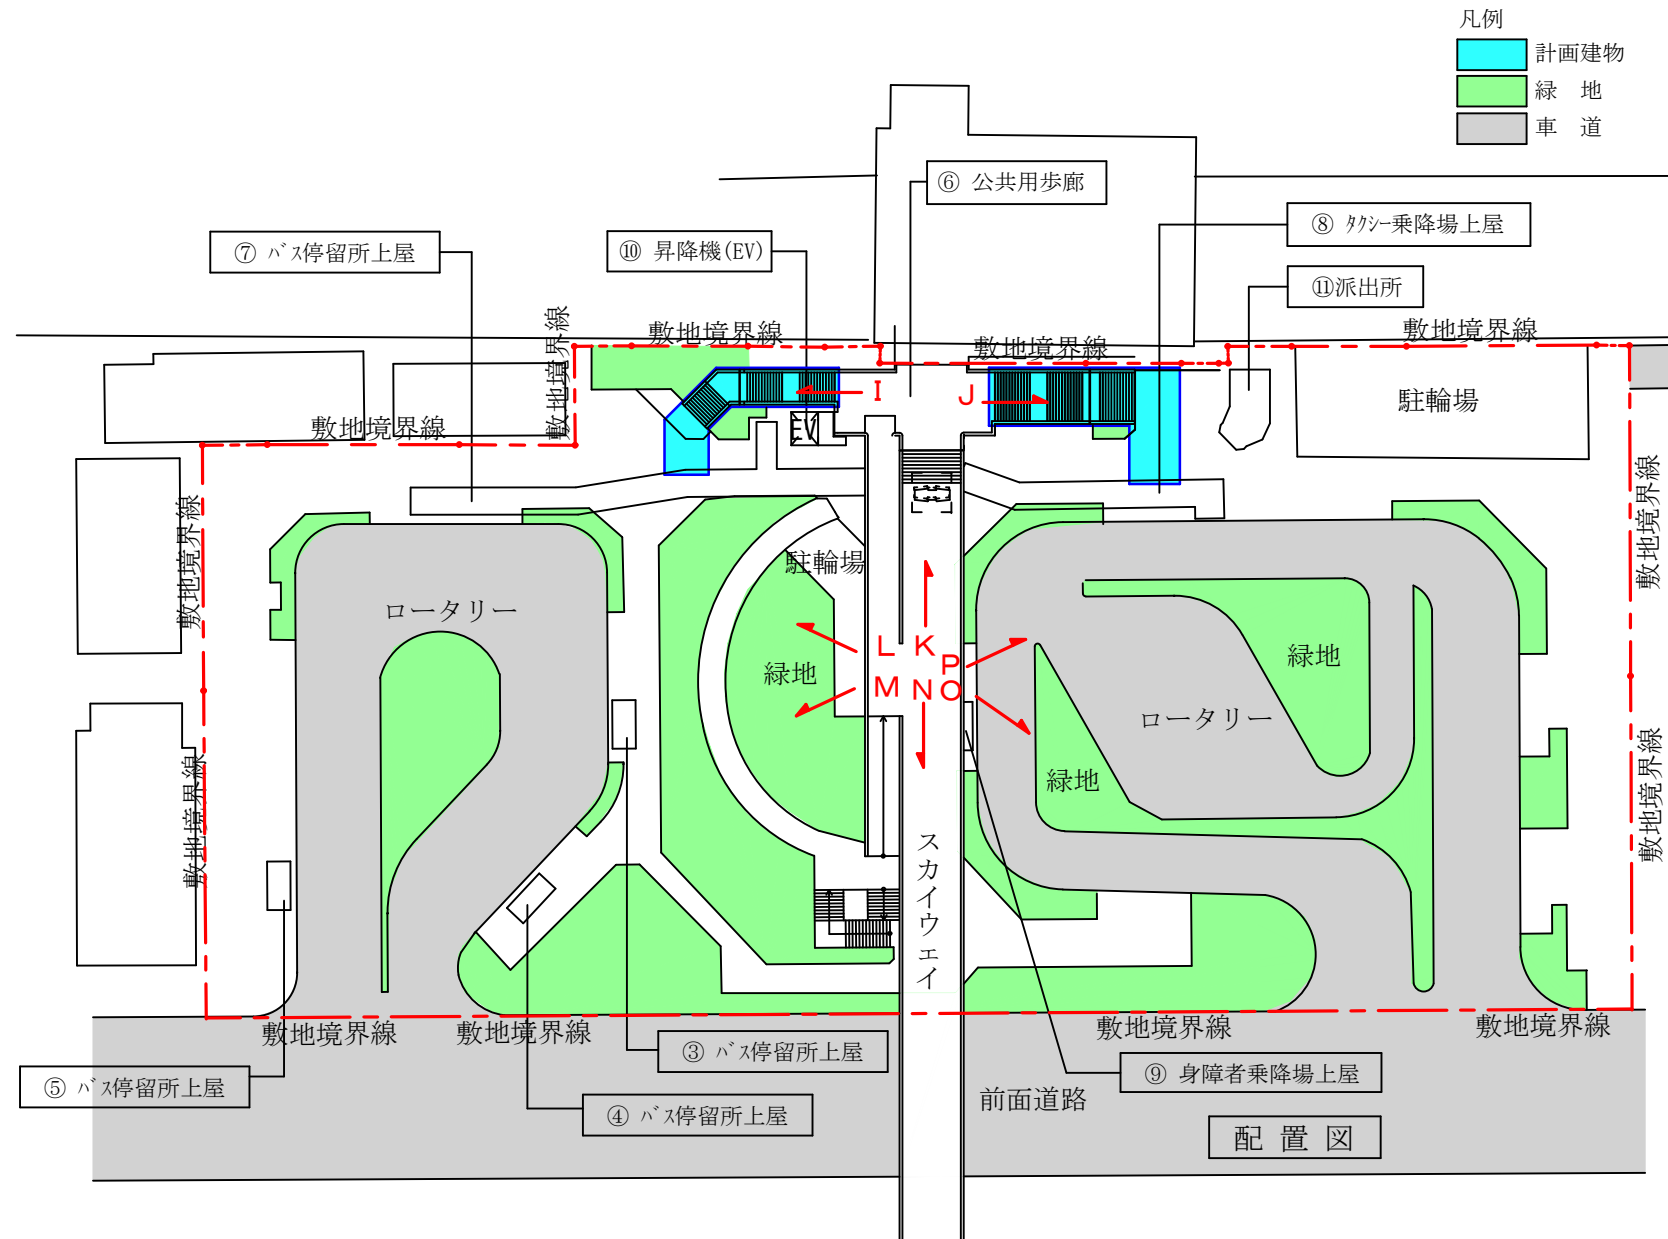 凡例
計画建物
緑 地
車 道
⑥ 公共用歩廊
⑧ ﾀｸｼｰ乗降場上屋
⑦ ﾊﾞｽ停留所上屋
⑩ 昇降機(EV)
⑪派出所
敷地境界線
敷地境界線
敷地境界線
敷地境界線
敷地境界線
敷地境界線
駐輪場
I
J
EV
敷地境界線
敷地境界線
駐輪場
ロータリー
L K
P
M N O
緑地
緑地
ロータリー
緑地
敷地境界線
敷地境界線
スカイウェイ
敷地境界線
敷地境界線
敷地境界線
敷地境界線
③ ﾊﾞｽ停留所上屋
⑤ ﾊﾞｽ停留所上屋
⑨ 身障者乗降場上屋
④ ﾊﾞｽ停留所上屋
前面道路
配 置 図